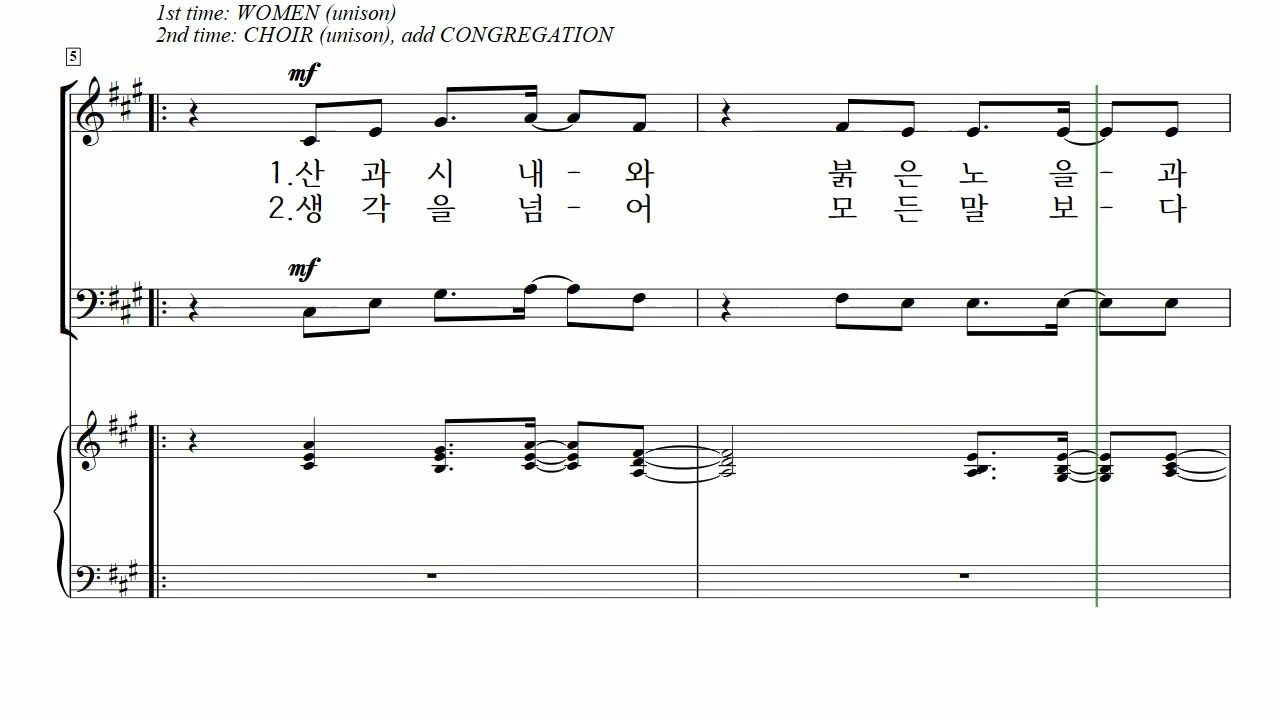 1st time: WOMEN (unison)
2nd time: CHOIR (unison), add CONGREGATION
5
mf
1.산 과 시 내 - 와 붉 은 노 을 - 과
2.생 각 을 넘 - 어 모 든 말 보 - 다
mf